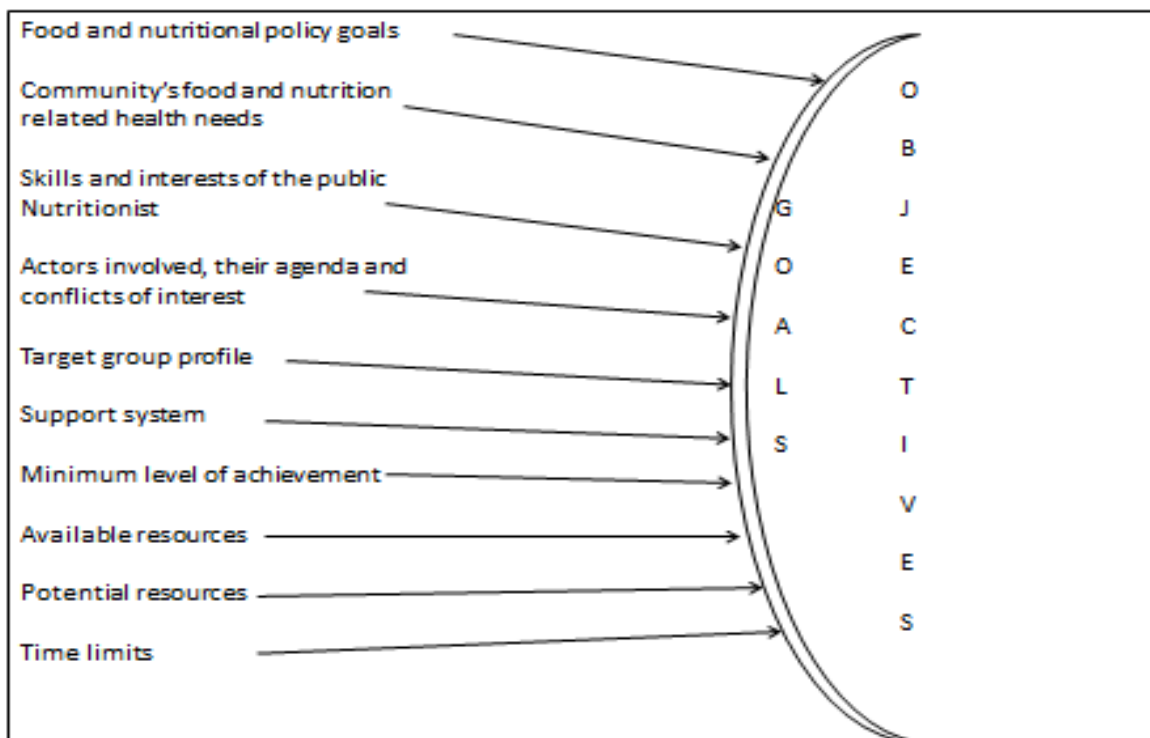 Food and nutritional policy goals
Community's food and nutrition
related health needs
Skills and interests of the public
Nutritionist
Actors involved, their agenda and
conflicts of interest
Target group profile
Support system
Minimum level of achievement
Available resources
Potential resources
Time limits
G
O
A
L
S
O
B
J
E
C
T
I
V
E
S